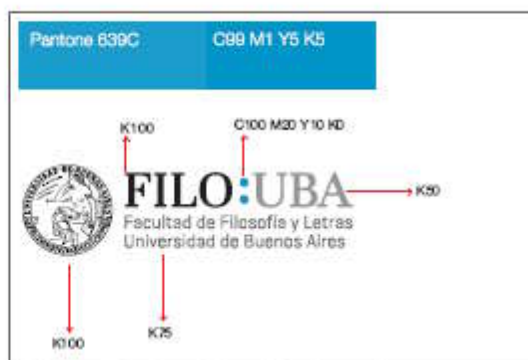 Pantone 639C
C99 M1 Y5 K5
K100
C100 M20 Y10 K0
FILO:UBA
K50
Facultad de Filosofía y Letras
Universidad de Buenos Aires
K100
K75